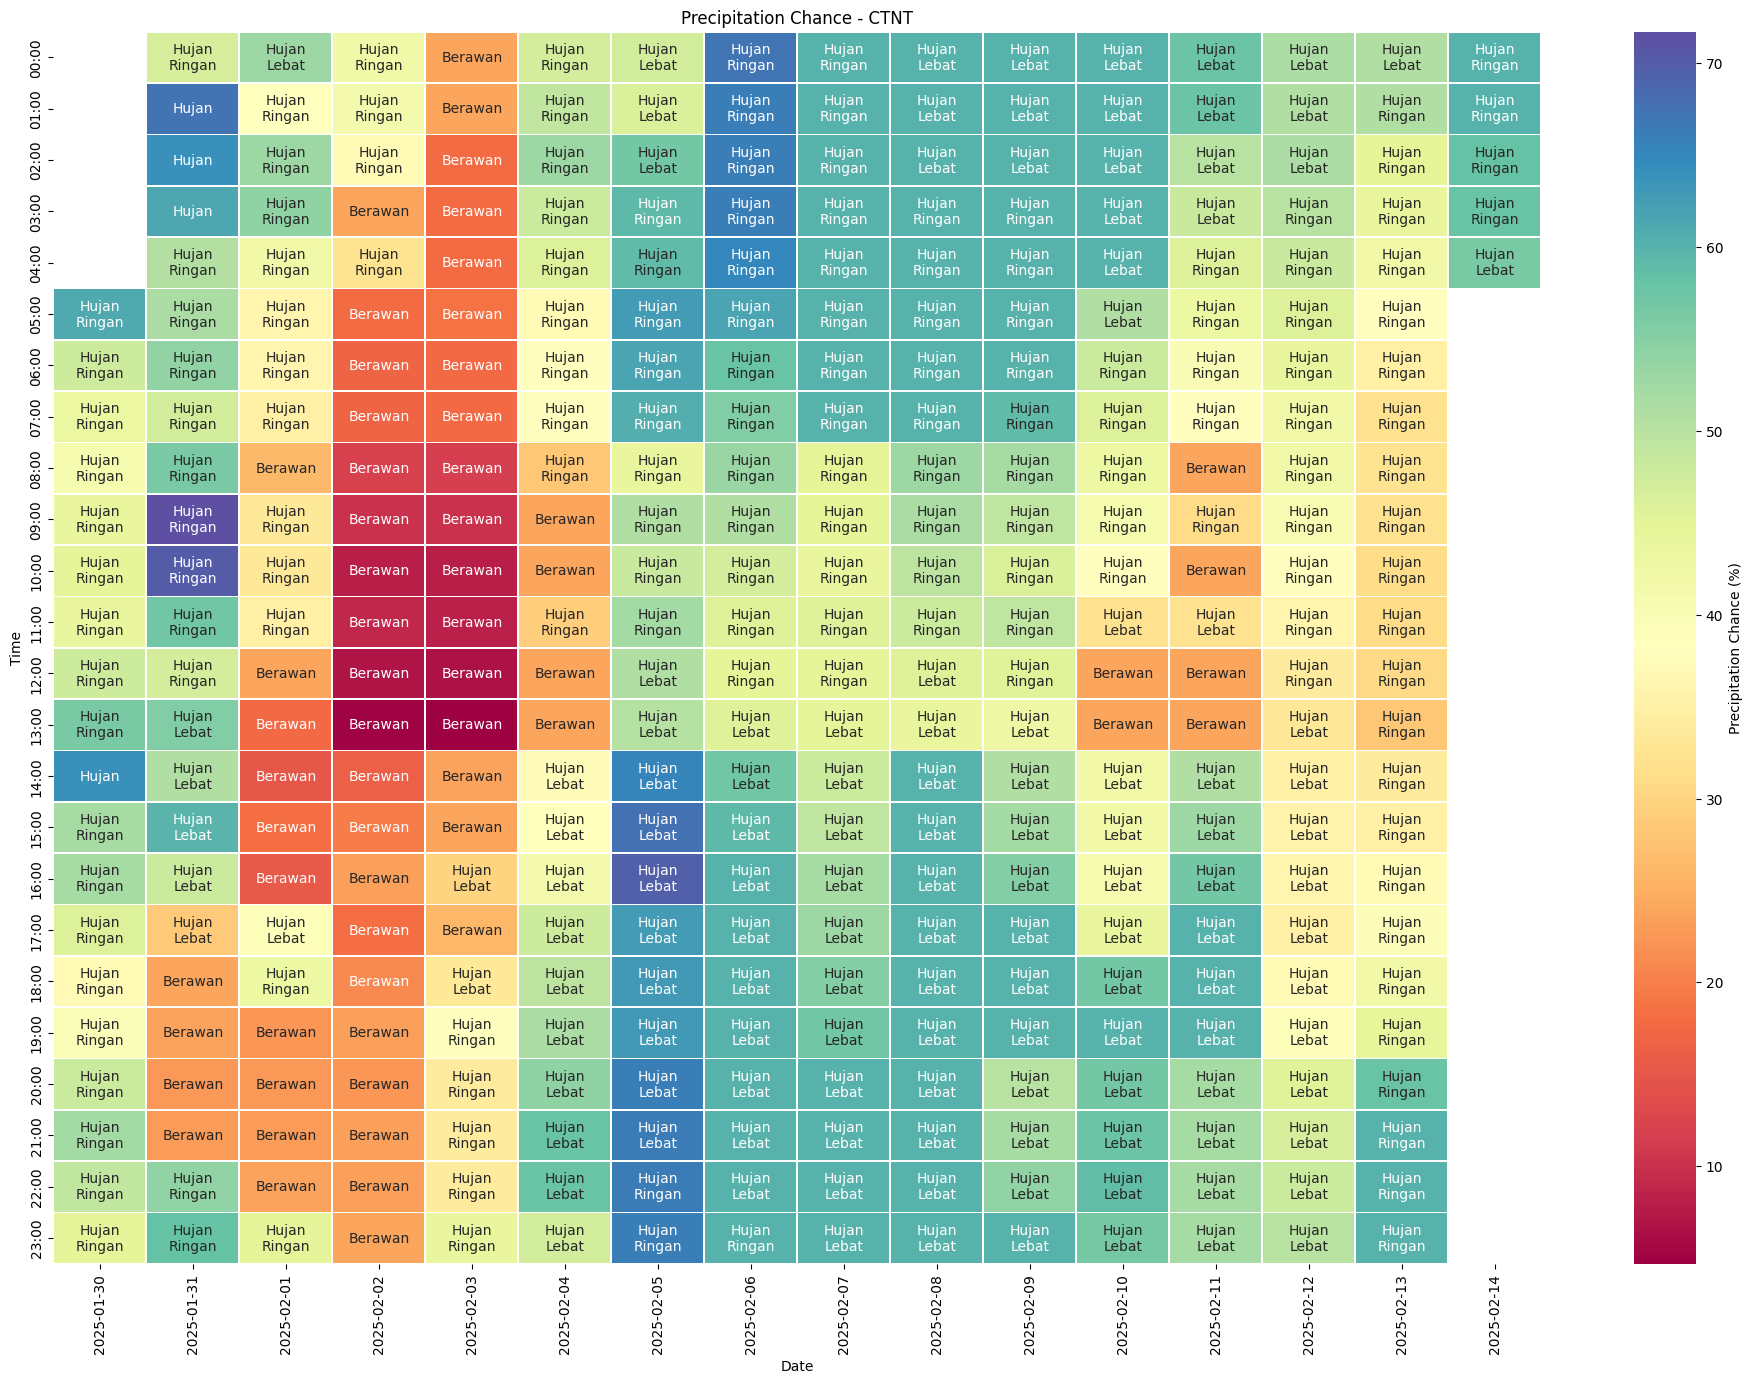 Precipitation Chance - CTNT
00:00 Hujan Ringan Hujan Lebat Hujan Ringan Berawan Hujan Ringan Hujan Lebat Hujan Ringan Hujan Ringan Hujan Lebat Hujan Lebat Hujan Lebat Hujan Lebat Hujan Lebat Hujan Lebat Hujan Ringan
01:00 Hujan Hujan Ringan Hujan Ringan Berawan Hujan Ringan Hujan Lebat Hujan Ringan Hujan Ringan Hujan Lebat Hujan Lebat Hujan Lebat Hujan Lebat Hujan Lebat Hujan Ringan Hujan Ringan
02:00 Hujan Hujan Ringan Hujan Ringan Berawan Hujan Ringan Hujan Lebat Hujan Ringan Hujan Ringan Hujan Lebat Hujan Lebat Hujan Lebat Hujan Lebat Hujan Lebat Hujan Ringan Hujan Ringan
03:00 Hujan Hujan Ringan Berawan Berawan Hujan Ringan Hujan Ringan Hujan Ringan Hujan Ringan Hujan Ringan Hujan Ringan Hujan Lebat Hujan Lebat Hujan Ringan Hujan Ringan Hujan Ringan
04:00 Hujan Ringan Hujan Ringan Hujan Ringan Berawan Hujan Ringan Hujan Ringan Hujan Ringan Hujan Ringan Hujan Ringan Hujan Ringan Hujan Lebat Hujan Ringan Hujan Ringan Hujan Ringan Hujan Lebat
05:00 Hujan Ringan Hujan Ringan Hujan Ringan Berawan Berawan Hujan Ringan Hujan Ringan Hujan Ringan Hujan Ringan Hujan Ringan Hujan Ringan Hujan Lebat Hujan Ringan Hujan Ringan Hujan Ringan
06:00 Hujan Ringan Hujan Ringan Hujan Ringan Berawan Berawan Hujan Ringan Hujan Ringan Hujan Ringan Hujan Ringan Hujan Ringan Hujan Ringan Hujan Ringan Hujan Ringan Hujan Ringan Hujan Ringan
07:00 Hujan Ringan Hujan Ringan Hujan Ringan Berawan Berawan Hujan Ringan Hujan Ringan Hujan Ringan Hujan Ringan Hujan Ringan Hujan Ringan Hujan Ringan Hujan Ringan Hujan Ringan Hujan Ringan
08:00 Hujan Ringan Hujan Ringan Berawan Berawan Berawan Hujan Ringan Hujan Ringan Hujan Ringan Hujan Ringan Hujan Ringan Hujan Ringan Hujan Ringan Berawan Hujan Ringan Hujan Ringan
09:00 Hujan Ringan Hujan Ringan Hujan Ringan Berawan Berawan Berawan Hujan Ringan Hujan Ringan Hujan Ringan Hujan Ringan Hujan Ringan Hujan Ringan Hujan Ringan Hujan Ringan Hujan Ringan
10:00 Hujan Ringan Hujan Ringan Hujan Ringan Berawan Berawan Berawan Hujan Ringan Hujan Ringan Hujan Ringan Hujan Ringan Hujan Ringan Hujan Ringan Berawan Hujan Ringan Hujan Ringan
11:00 Hujan Ringan Hujan Ringan Hujan Ringan Berawan Berawan Hujan Ringan Hujan Ringan Hujan Ringan Hujan Ringan Hujan Ringan Hujan Ringan Hujan Lebat Hujan Lebat Hujan Ringan Hujan Ringan
12:00 Hujan Ringan Hujan Ringan Berawan Berawan Berawan Berawan Hujan Lebat Hujan Ringan Hujan Ringan Hujan Lebat Hujan Ringan Berawan Berawan Hujan Ringan Hujan Ringan
13:00 Hujan Ringan Hujan Lebat Berawan Berawan Berawan Berawan Hujan Lebat Hujan Lebat Hujan Lebat Hujan Lebat Hujan Lebat Berawan Berawan Hujan Lebat Hujan Ringan
14:00 Hujan Hujan Lebat Berawan Berawan Berawan Hujan Lebat Hujan Lebat Hujan Lebat Hujan Lebat Hujan Lebat Hujan Lebat Hujan Lebat Hujan Lebat Hujan Lebat Hujan Ringan
15:00 Hujan Ringan Hujan Lebat Berawan Berawan Berawan Hujan Lebat Hujan Lebat Hujan Lebat Hujan Lebat Hujan Lebat Hujan Lebat Hujan Lebat Hujan Lebat Hujan Lebat Hujan Ringan
16:00 Hujan Ringan Hujan Lebat Berawan Berawan Hujan Lebat Hujan Lebat Hujan Lebat Hujan Lebat Hujan Lebat Hujan Lebat Hujan Lebat Hujan Lebat Hujan Lebat Hujan Lebat Hujan Ringan
17:00 Hujan Ringan Hujan Lebat Hujan Lebat Berawan Berawan Hujan Lebat Hujan Lebat Hujan Lebat Hujan Lebat Hujan Lebat Hujan Lebat Hujan Lebat Hujan Lebat Hujan Lebat Hujan Ringan
18:00 Hujan Ringan Berawan Hujan Ringan Berawan Hujan Lebat Hujan Lebat Hujan Lebat Hujan Lebat Hujan Lebat Hujan Lebat Hujan Lebat Hujan Lebat Hujan Lebat Hujan Lebat Hujan Ringan
19:00 Hujan Ringan Berawan Berawan Berawan Hujan Ringan Hujan Lebat Hujan Lebat Hujan Lebat Hujan Lebat Hujan Lebat Hujan Lebat Hujan Lebat Hujan Lebat Hujan Lebat Hujan Ringan
20:00 Hujan Ringan Berawan Berawan Berawan Hujan Ringan Hujan Lebat Hujan Lebat Hujan Lebat Hujan Lebat Hujan Lebat Hujan Lebat Hujan Lebat Hujan Lebat Hujan Lebat Hujan Ringan
21:00 Hujan Ringan Berawan Berawan Berawan Hujan Ringan Hujan Lebat Hujan Lebat Hujan Lebat Hujan Lebat Hujan Lebat Hujan Lebat Hujan Lebat Hujan Lebat Hujan Lebat Hujan Ringan
22:00 Hujan Ringan Hujan Ringan Berawan Berawan Hujan Ringan Hujan Lebat Hujan Ringan Hujan Lebat Hujan Lebat Hujan Lebat Hujan Lebat Hujan Lebat Hujan Lebat Hujan Lebat Hujan Ringan
23:00 Hujan Ringan Hujan Ringan Hujan Ringan Berawan Hujan Ringan Hujan Lebat Hujan Ringan Hujan Ringan Hujan Lebat Hujan Lebat Hujan Lebat Hujan Lebat Hujan Lebat Hujan Lebat Hujan Ringan
Time
2025-01-30 2025-01-31 2025-02-01 2025-02-02 2025-02-03 2025-02-04 2025-02-05 2025-02-06 2025-02-07 2025-02-08 2025-02-09 2025-02-10 2025-02-11 2025-02-12 2025-02-13 2025-02-14
Date
70
60
50
40
30
20
10
Precipitation Chance (%)